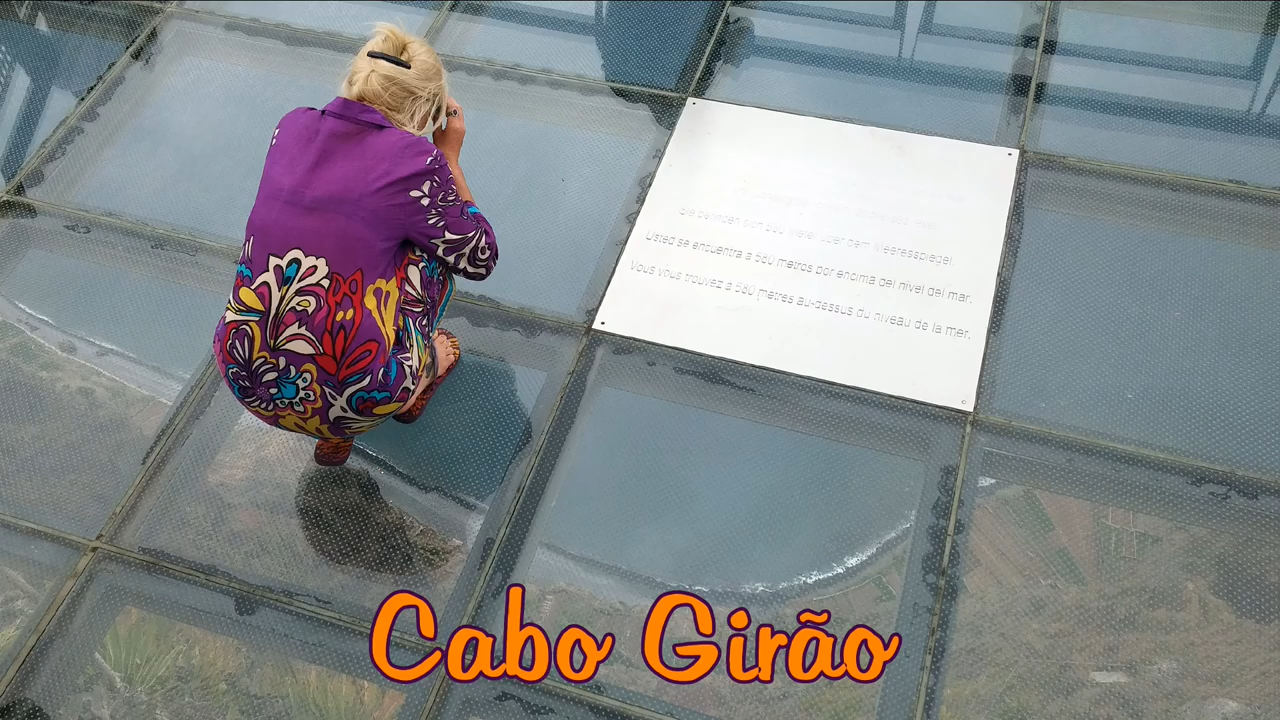 Sie befinden sich 580 Meter über dem Meeresspiegel.
Usted se encuentra a 580 metros por encima del nivel del mar.
Vous vous trouvez à 580 mètres au-dessus du niveau de la mer.
Cabo Girão